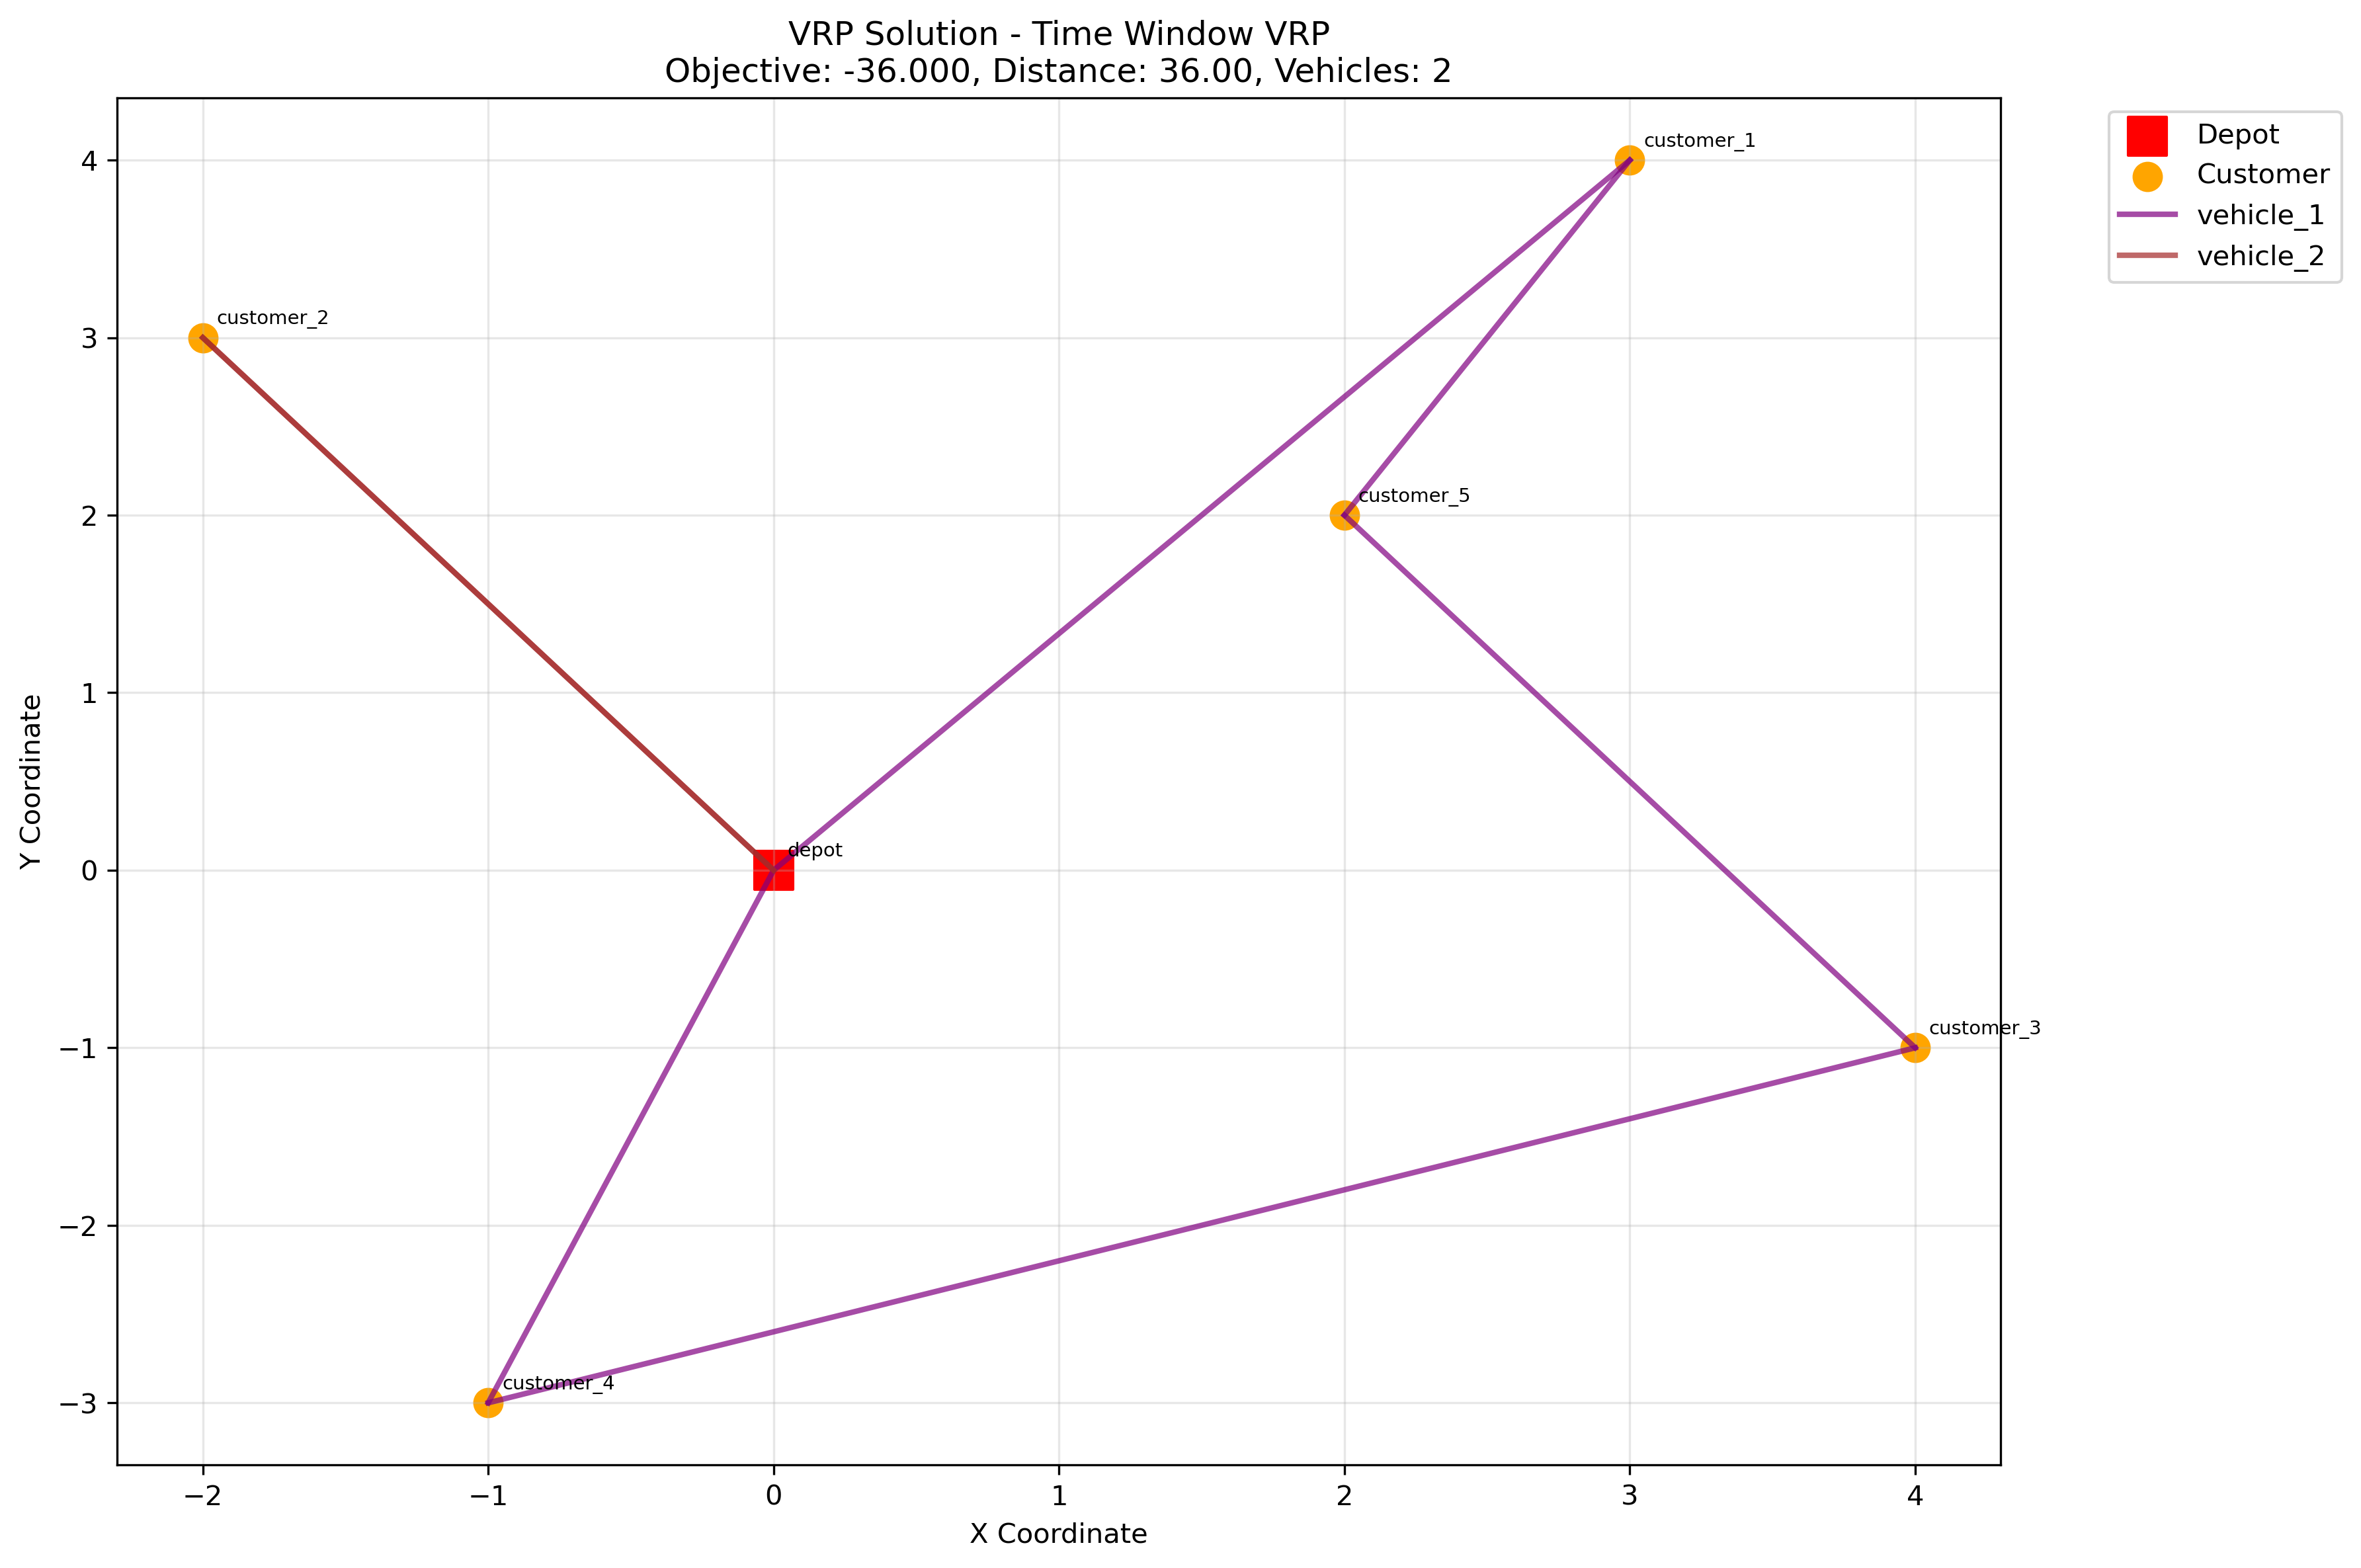 VRP Solution - Time Window VRP
Objective: -36.000, Distance: 36.00, Vehicles: 2
Depot
Customer
vehicle_1
vehicle_2
customer_1
customer_2
customer_5
depot
customer_3
customer_4
Y Coordinate
4
3
2
1
0
−1
−2
−3
−2
−1
0
1
2
3
4
X Coordinate